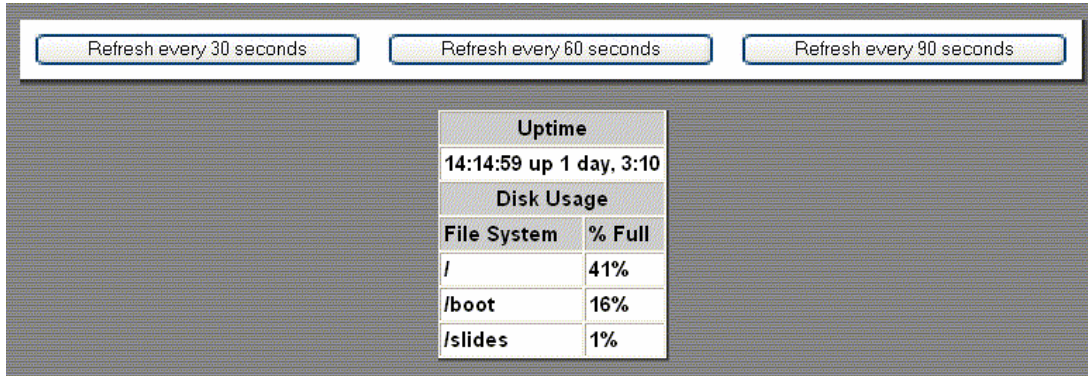 Refresh every 30 seconds Refresh every 60 seconds Refresh every 90 seconds
Uptime
14:14:59 up 1 day, 3:10
Disk Usage
File System % Full
/ 41%
/boot 16%
/slides 1%